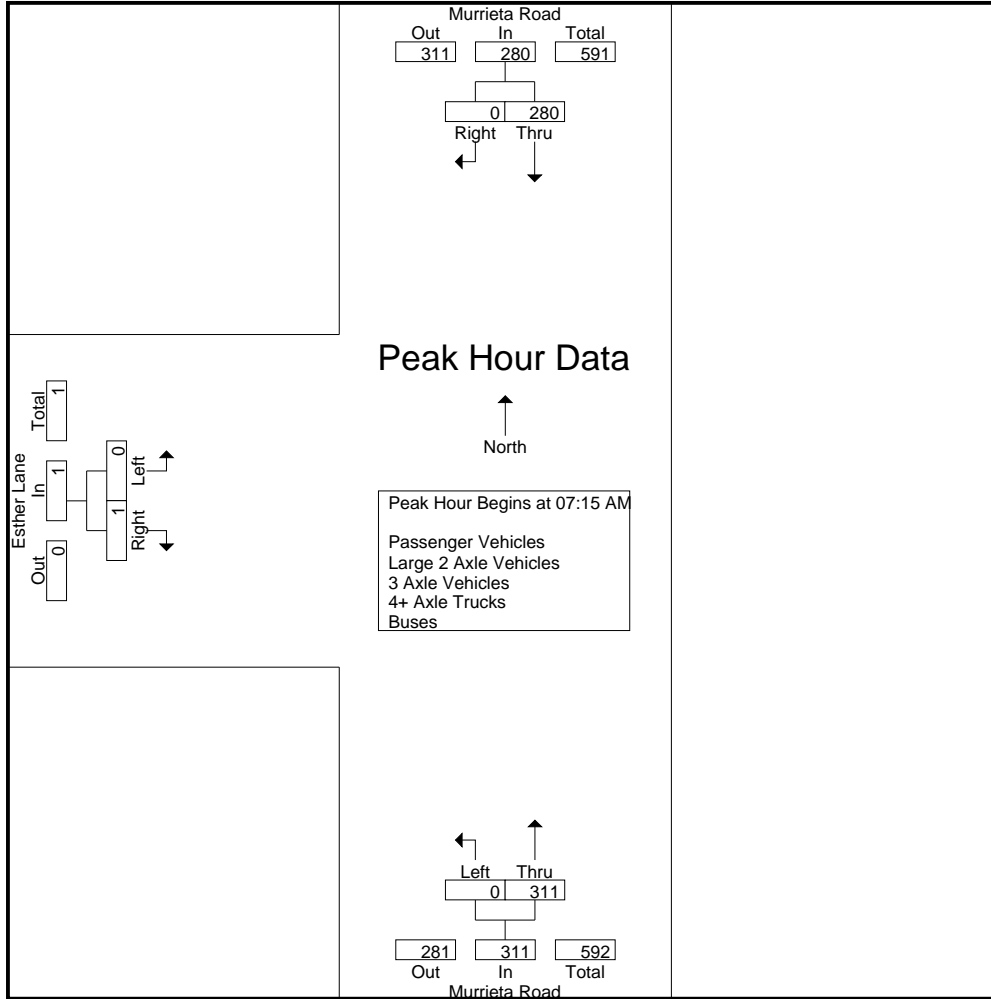 Murrieta Road
Out In Total
311 280 591
0 280
Right Thru
Peak Hour Data
North
Peak Hour Begins at 07:15 AM
Passenger Vehicles
Large 2 Axle Vehicles
3 Axle Vehicles
4+ Axle Trucks
Buses
Esther Lane
Out In Total
0 1 1
1 0
Right Left
Left Thru
0 311
281 311 592
Out In Total
Murrieta Road